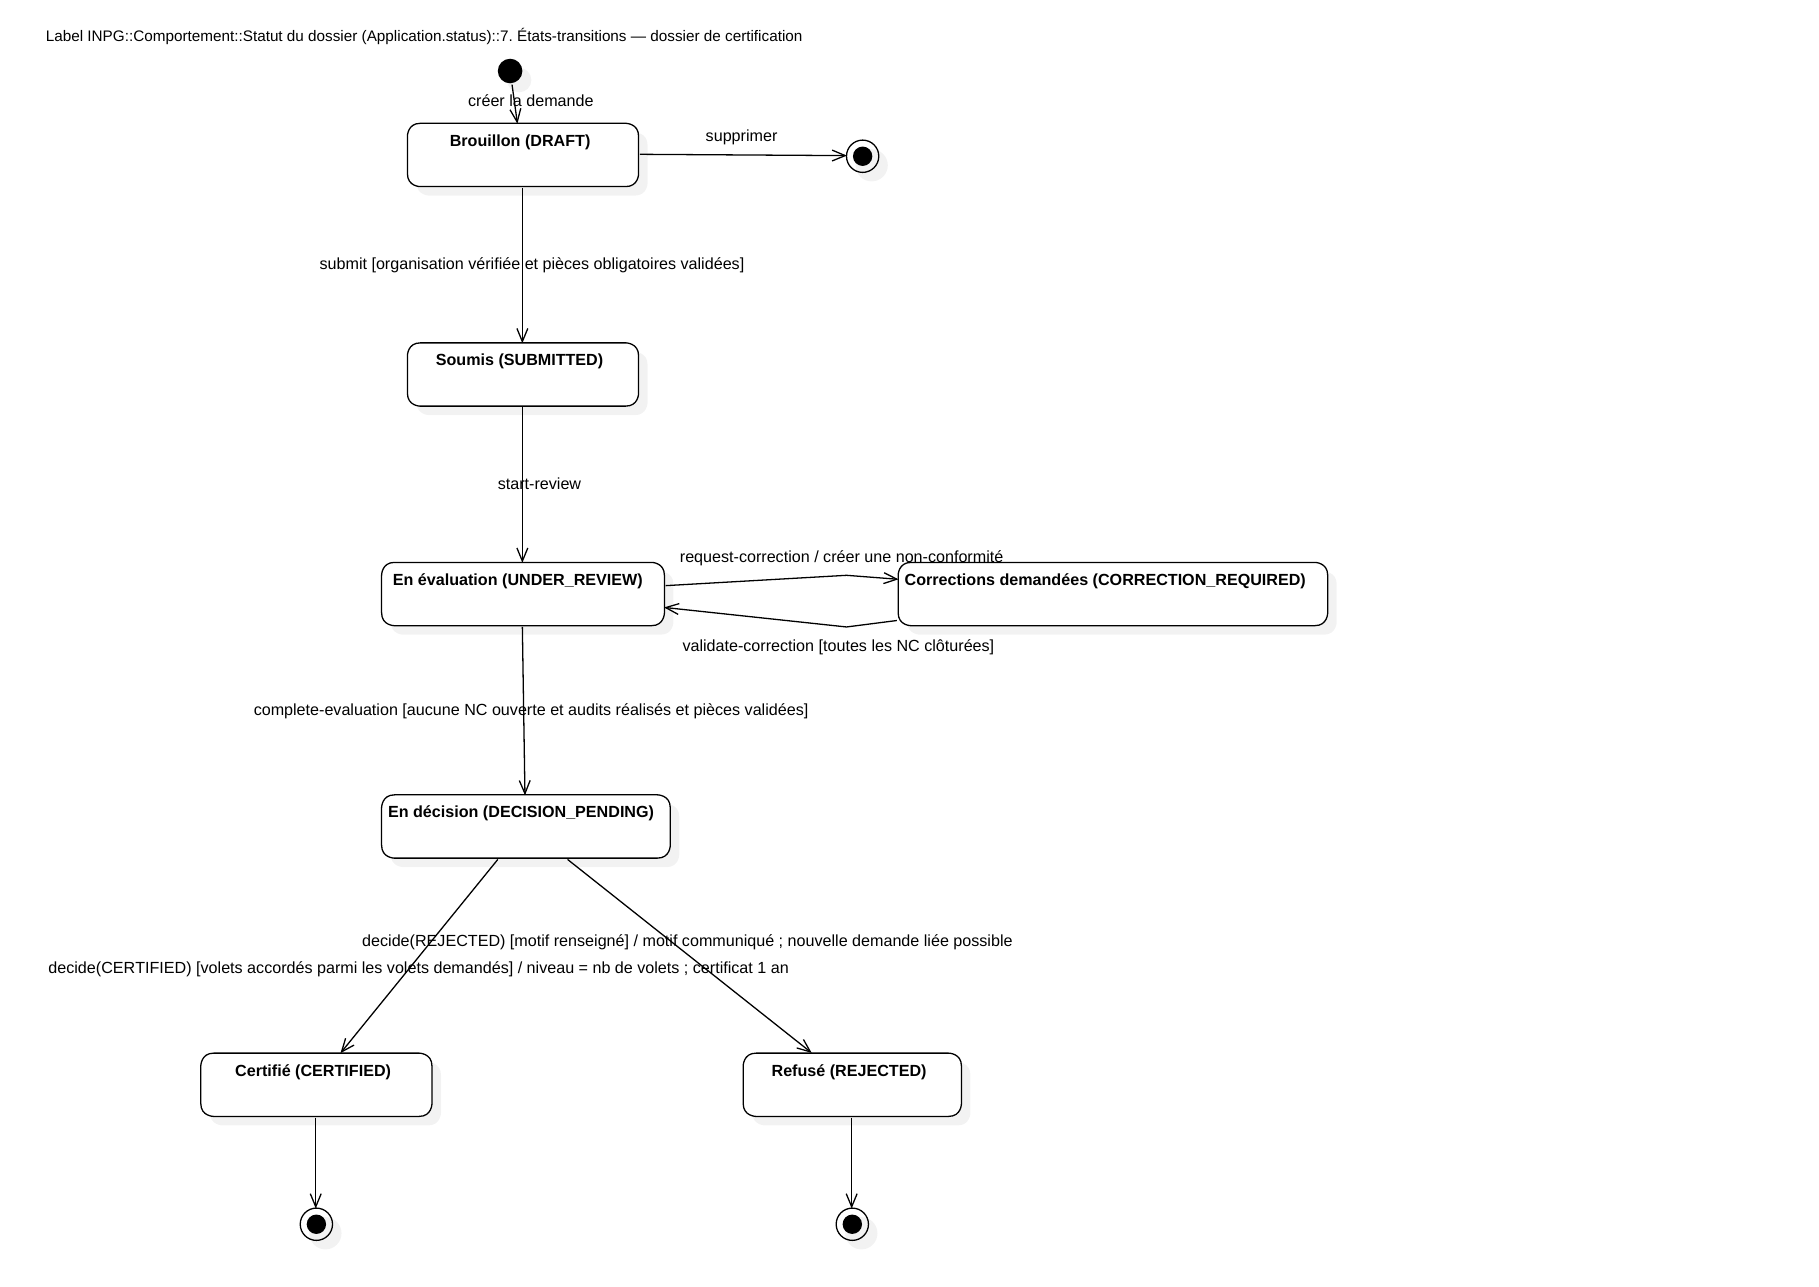 Label INPG::Comportement::Statut du dossier (Application.status)::7. États-transitions — dossier de certification
créer la demande
Brouillon (DRAFT)
supprimer
submit [organisation vérifiée et pièces obligatoires validées]
Soumis (SUBMITTED)
start-review
request-correction / créer une non-conformité
En évaluation (UNDER_REVIEW)
Corrections demandées (CORRECTION_REQUIRED)
validate-correction [toutes les NC clôturées]
complete-evaluation [aucune NC ouverte et audits réalisés et pièces validées]
En décision (DECISION_PENDING)
decide(REJECTED) [motif renseigné] / motif communiqué ; nouvelle demande liée possible
decide(CERTIFIED) [volets accordés parmi les volets demandés] / niveau = nb de volets ; certificat 1 an
Certifié (CERTIFIED)
Refusé (REJECTED)